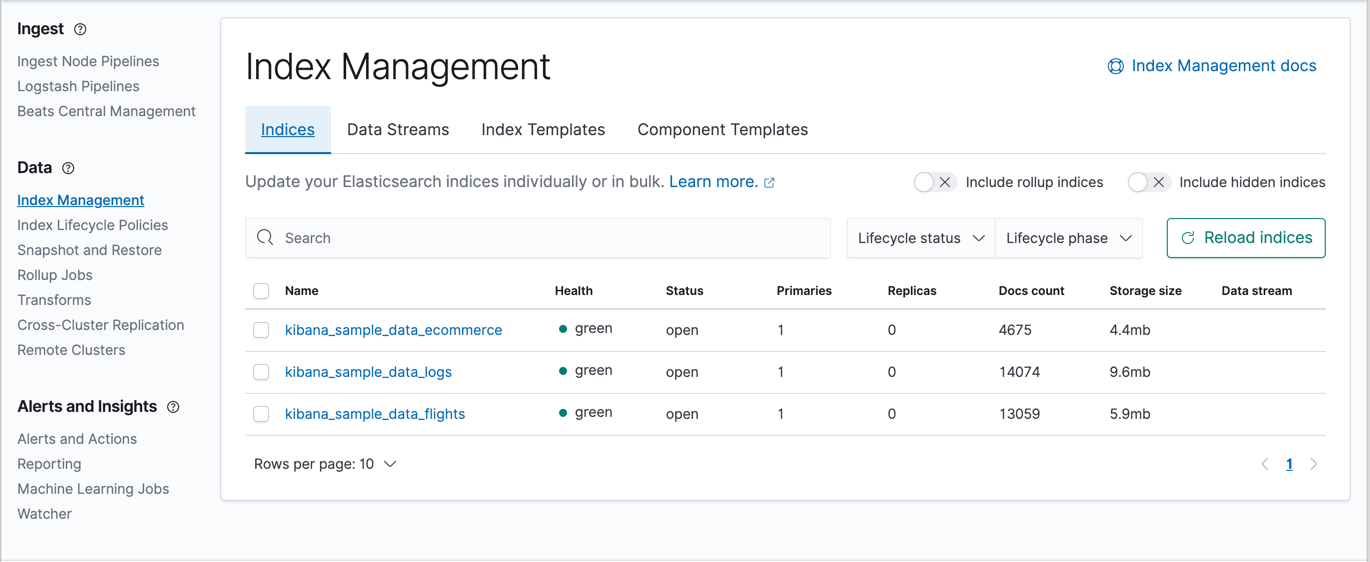 Ingest
Ingest Node Pipelines
Logstash Pipelines
Beats Central Management
Data
Index Management
Index Lifecycle Policies
Snapshot and Restore
Rollup Jobs
Transforms
Cross-Cluster Replication
Remote Clusters
Alerts and Insights
Alerts and Actions
Reporting
Machine Learning Jobs
Watcher
Index Management
Index Management docs
Indices Data Streams Index Templates Component Templates
Update your Elasticsearch indices individually or in bulk. Learn more. Include rollup indices Include hidden indices
Search Lifecycle status Lifecycle phase Reload indices
Name Health Status Primaries Replicas Docs count Storage size Data stream
kibana_sample_data_ecommerce green open 1 0 4675 4.4mb
kibana_sample_data_logs green open 1 0 14074 9.6mb
kibana_sample_data_flights green open 1 0 13059 5.9mb
Rows per page: 10 1